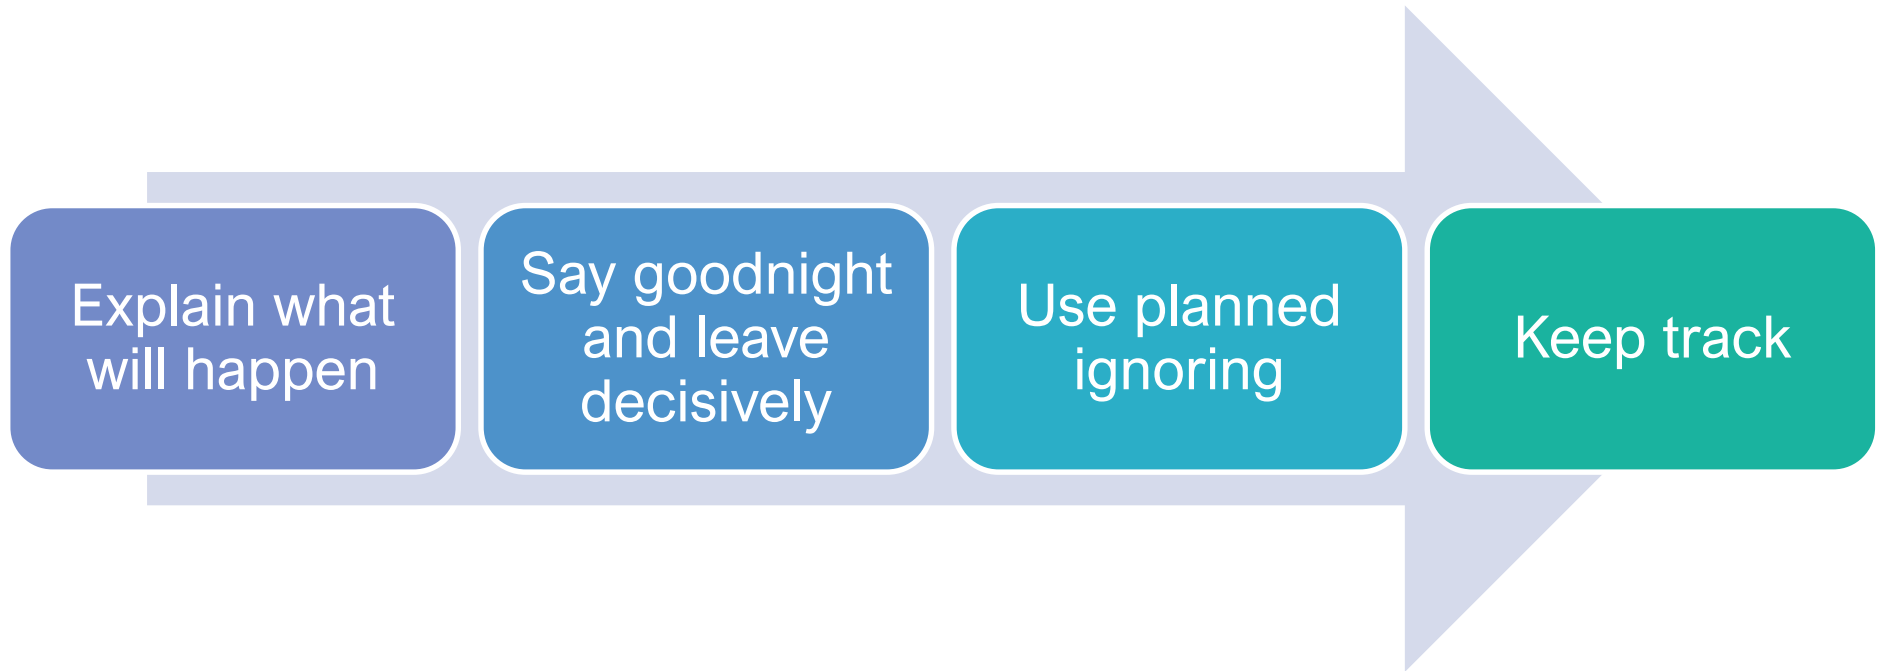 Explain what
will happen
Say goodnight
and leave
decisively
Use planned
ignoring
Keep track